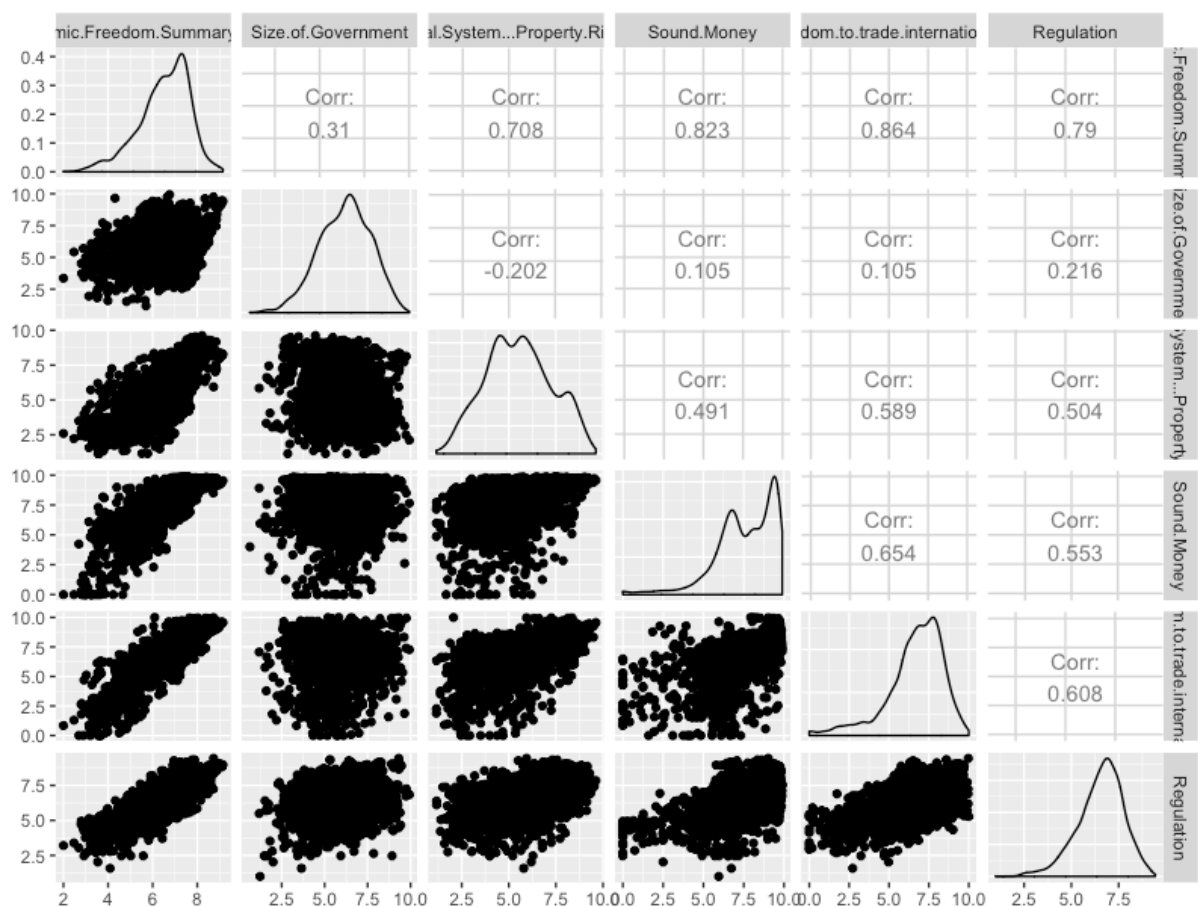 mic.Freedom.Summary Size.of.Government al.System...Property.Ri Sound.Money dom.to.trade.internatio Regulation
0.4
0.3
0.2
0.1
0.0
Corr:
0.31
Corr:
0.708
Corr:
0.823
Corr:
0.864
Corr:
0.79
c.Freedom.Summ
10.0
7.5
5.0
2.5
Corr:
-0.202
Corr:
0.105
Corr:
0.105
Corr:
0.216
ize.of.Governme
10.0
7.5
5.0
2.5
Corr:
0.491
Corr:
0.589
Corr:
0.504
System...Property
10.0
7.5
5.0
2.5
0.0
Corr:
0.654
Corr:
0.553
Sound.Money
10.0
7.5
5.0
2.5
0.0
Corr:
0.608
m.to.trade.interna
7.5
5.0
2.5
Regulation
2 4 6 8 2.5 5.0 7.5 10.0 2.5 5.0 7.5 10.0 0.0 2.5 5.0 7.5 10.0 0.0 2.5 5.0 7.5 10.0 2.5 5.0 7.5